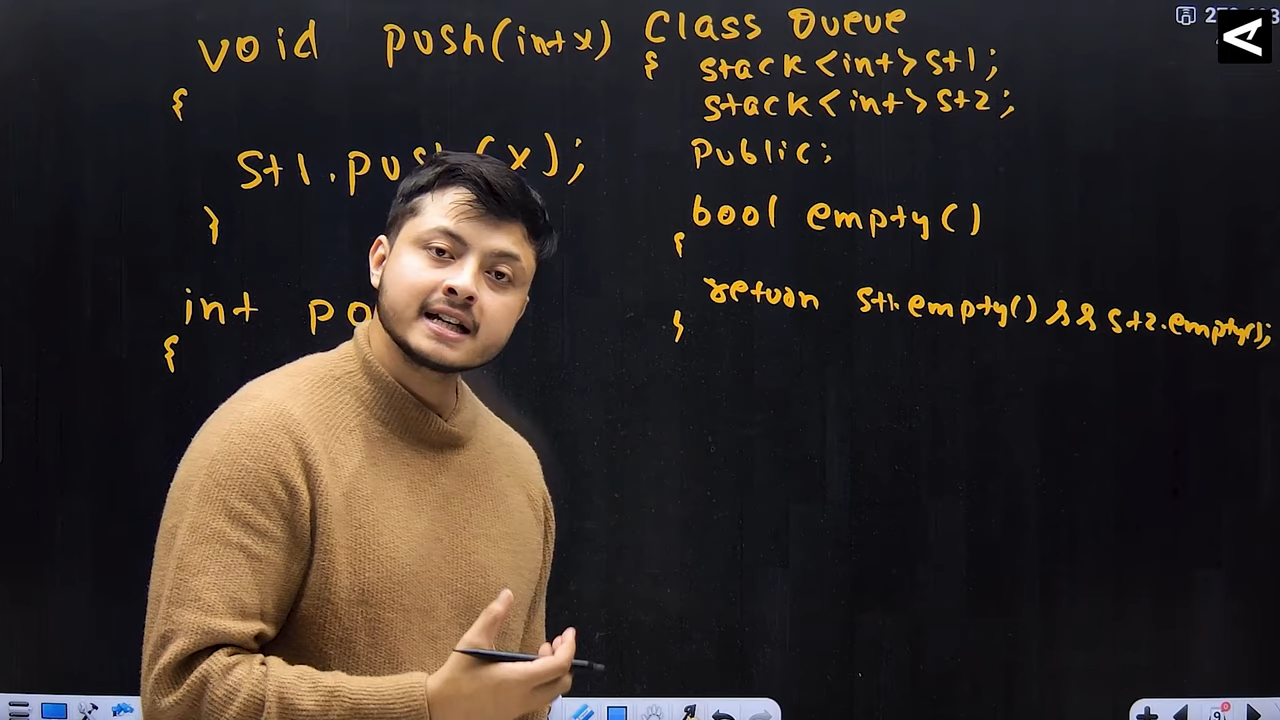 void push(int x)
{
st1.push(x);
}
int po
{
Class Queue
{ stack<int>st1;
stack<int>st2;
Public:
bool empty()
{
return st1.empty() && st2.empty();
}